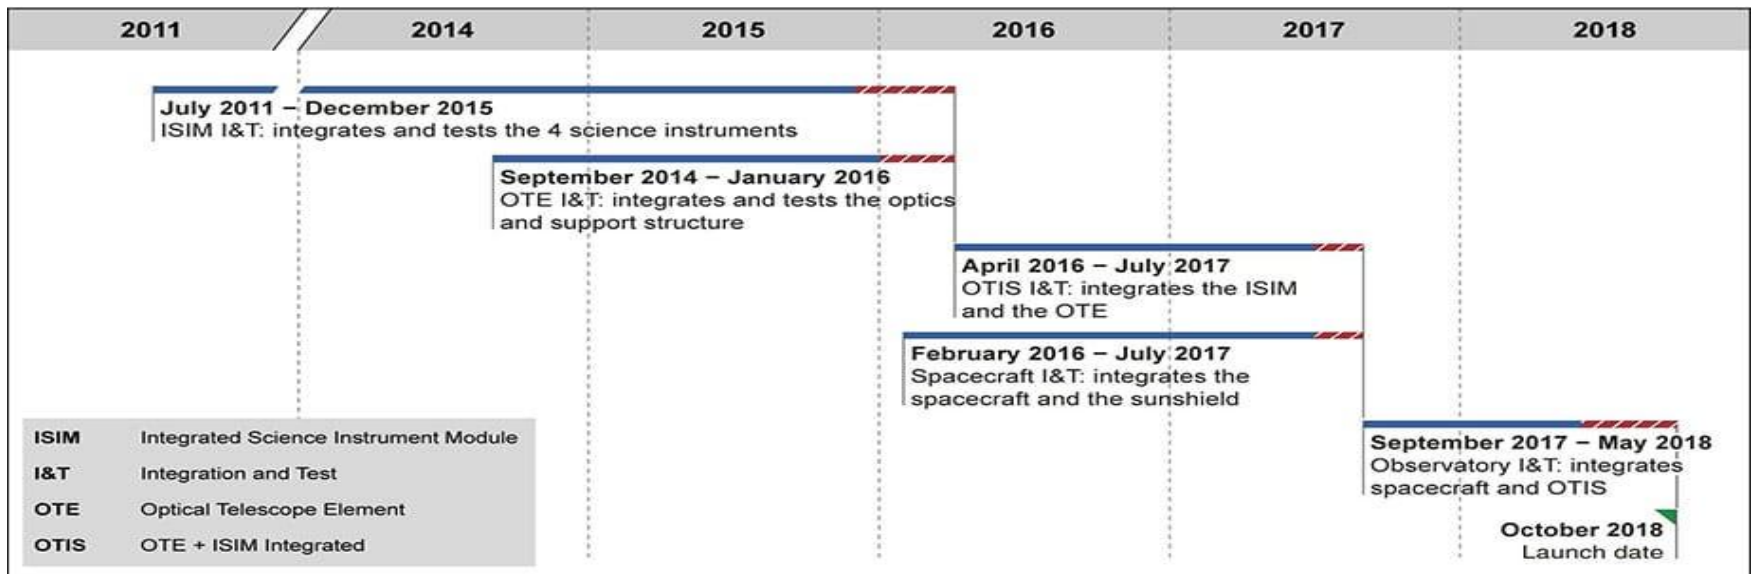 2011 2014 2015 2016 2017 2018
July 2011 – December 2015
ISIM I&T: integrates and tests the 4 science instruments
September 2014 – January 2016
OTE I&T: integrates and tests the optics
and support structure
April 2016 – July 2017
OTIS I&T: integrates the ISIM
and the OTE
February 2016 – July 2017
Spacecraft I&T: integrates the
spacecraft and the sunshield
September 2017 – May 2018
Observatory I&T: integrates
spacecraft and OTIS
October 2018
Launch date
ISIM Integrated Science Instrument Module
I&T Integration and Test
OTE Optical Telescope Element
OTIS OTE + ISIM Integrated